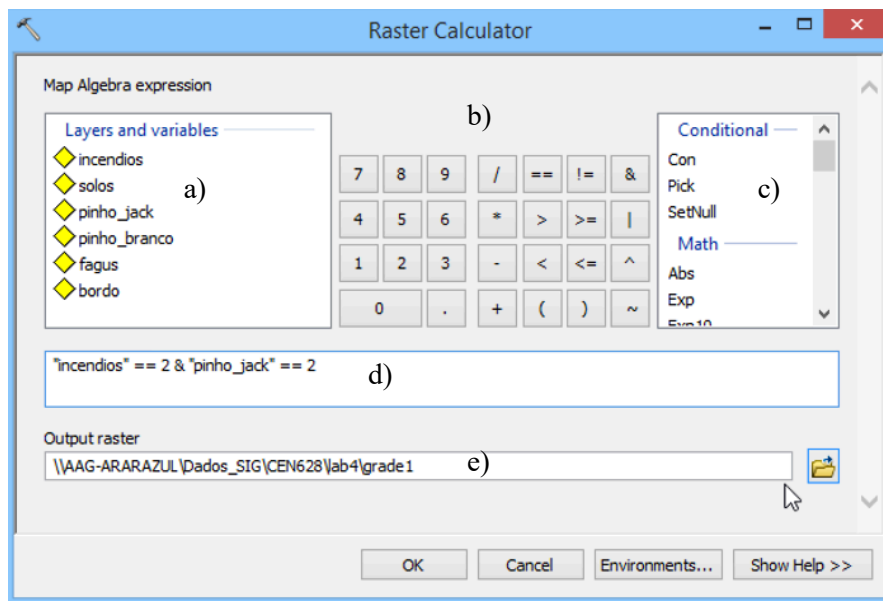 Raster Calculator
Map Algebra expression
b)
Layers and variables
incendios
solos
pinho_jack
pinho_branco
fagus
bordo
a)
7 8 9 / == != &
4 5 6 * > >= |
1 2 3 - < <= ^
0 . + ( ) ~
Conditional
Con
Pick
SetNull
Math
Abs
Exp
Exp10
c)
"incendios" == 2 & "pinho_jack" == 2
d)
Output raster
\\AAG-ARARAZUL\Dados_SIG\CEN628\lab4\grade1
e)
OK Cancel Environments... Show Help >>